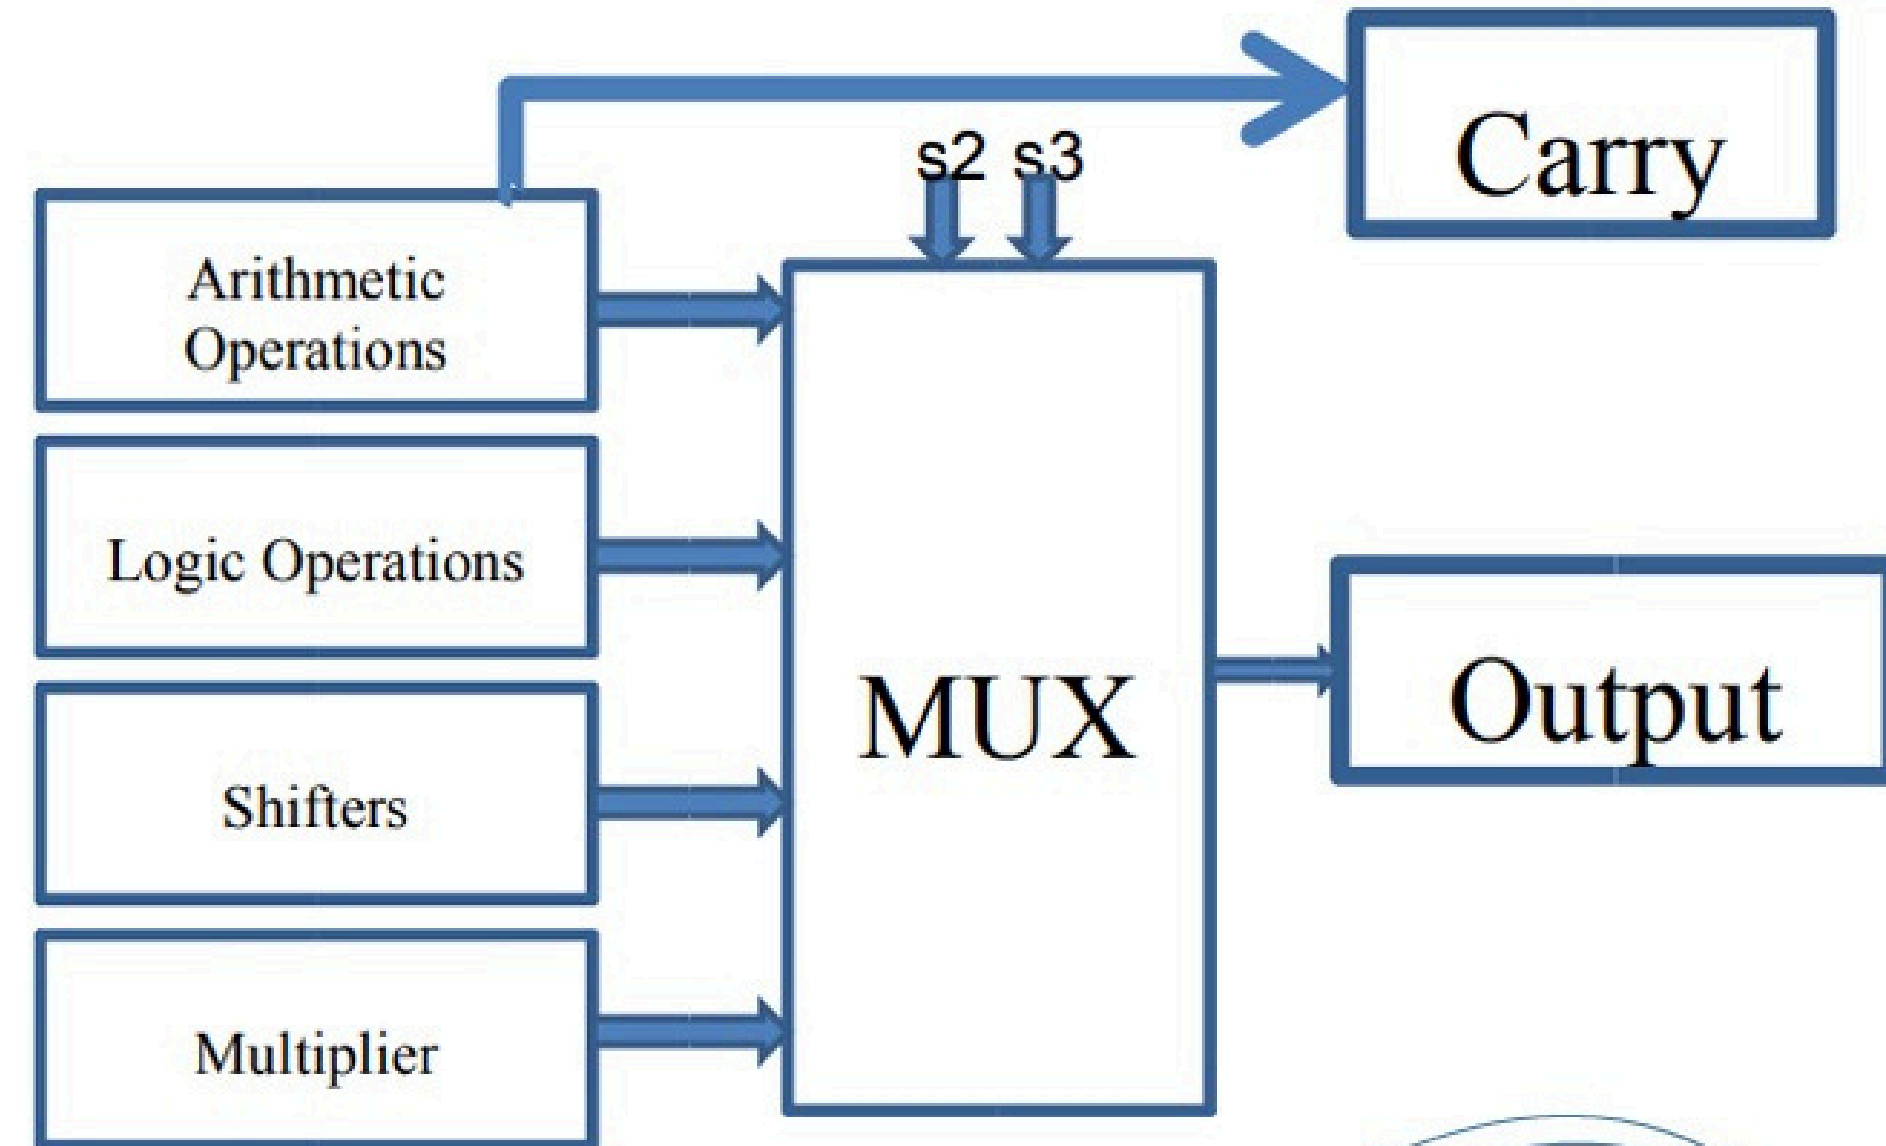 Carry
s2 s3
Arithmetic
Operations
Logic Operations
MUX
Output
Shifters
Multiplier